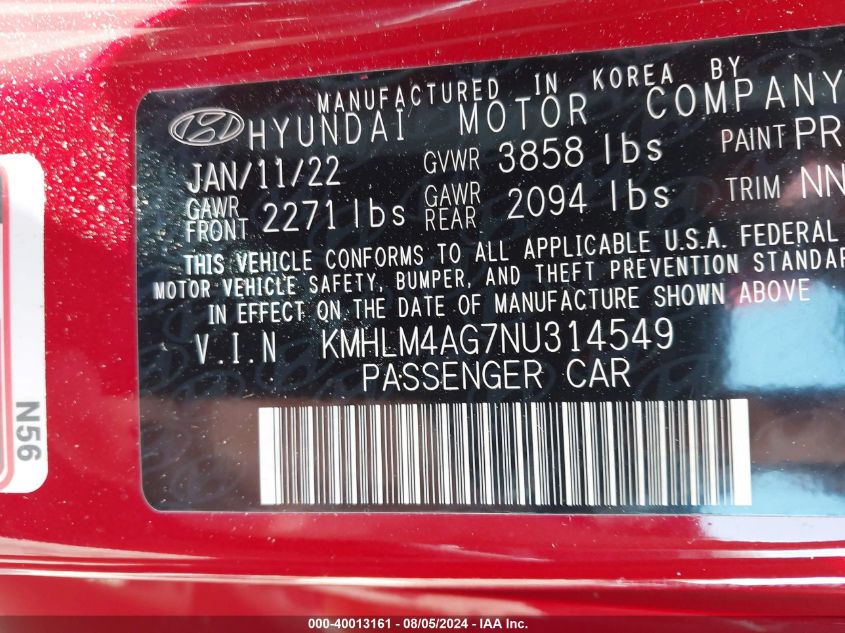 MANUFACTURED IN KOREA BY
HYUNDAI MOTOR COMPANY
JAN/11/22 GVWR 3858 lbs PAINT PR
GAWR FRONT 2271 lbs GAWR REAR 2094 lbs TRIM NN
THIS VEHICLE CONFORMS TO ALL APPLICABLE U.S.A. FEDERAL
MOTOR VEHICLE SAFETY, BUMPER, AND THEFT PREVENTION STANDAR
IN EFFECT ON THE DATE OF MANUFACTURE SHOWN ABOVE
V.I.N KMHLM4AG7NU314549
PASSENGER CAR
N56
000-40013161 - 08/05/2024 - IAA Inc.